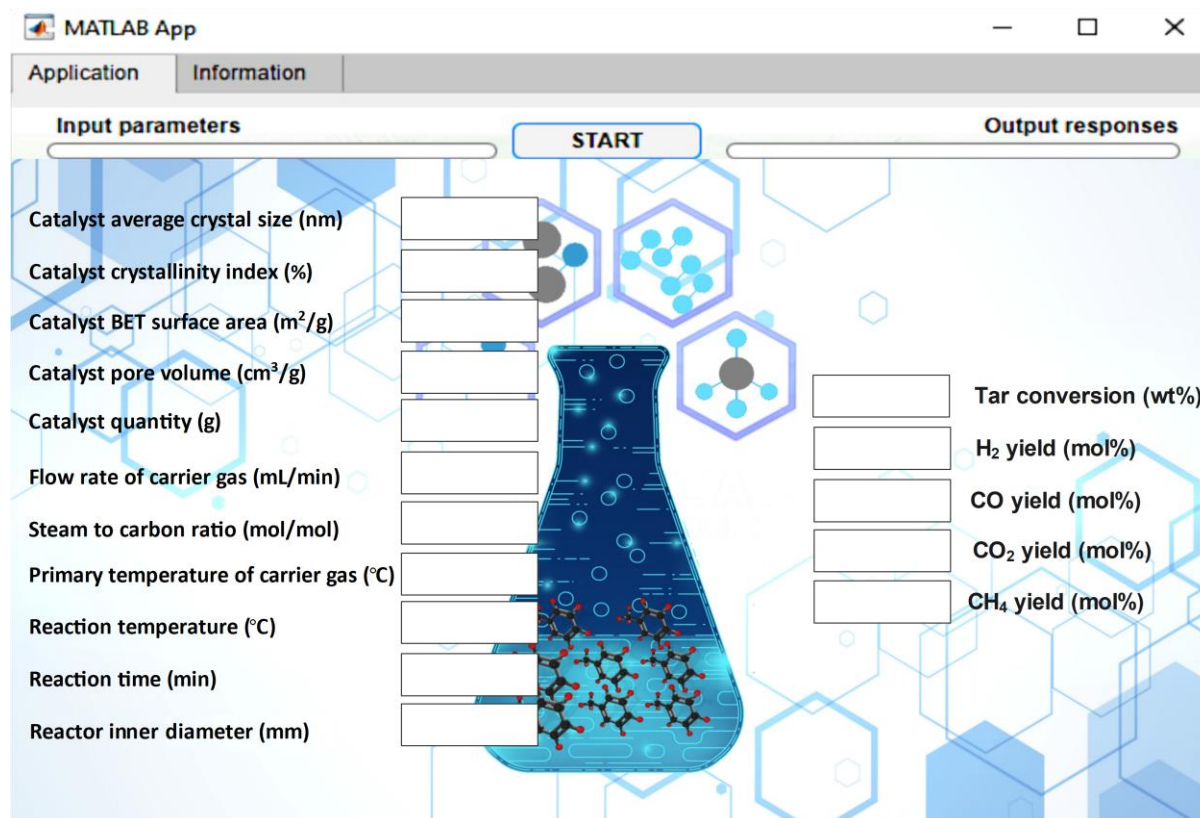 MATLAB App
Application
Information
Input parameters
START
Output responses
Catalyst average crystal size (nm)
Catalyst crystallinity index (%)
Catalyst BET surface area (m²/g)
Catalyst pore volume (cm³/g)
Catalyst quantity (g)
Flow rate of carrier gas (mL/min)
Steam to carbon ratio (mol/mol)
Primary temperature of carrier gas (°C)
Reaction temperature (°C)
Reaction time (min)
Reactor inner diameter (mm)
Tar conversion (wt%)
H₂ yield (mol%)
CO yield (mol%)
CO₂ yield (mol%)
CH₄ yield (mol%)